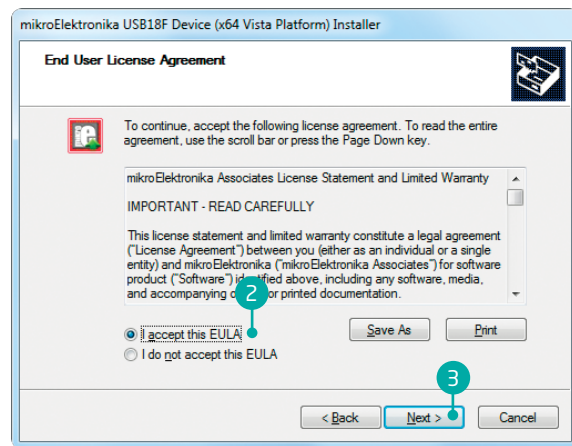 mikroElektronika USB18F Device (x64 Vista Platform) Installer
End User License Agreement
To continue, accept the following license agreement. To read the entire
agreement, use the scroll bar or press the Page Down key.
mikroElektronika Associates License Statement and Limited Warranty
IMPORTANT - READ CAREFULLY
This license statement and limited warranty constitute a legal agreement
("License Agreement") between you (either as an individual or a single
entity) and mikroElektronika ("mikroElektronika Associates") for software
product ("Software") identified above, including any software, media,
and accompanying or printed documentation.
2
I accept this EULA
Save As
Print
I do not accept this EULA
3
< Back
Next >
Cancel